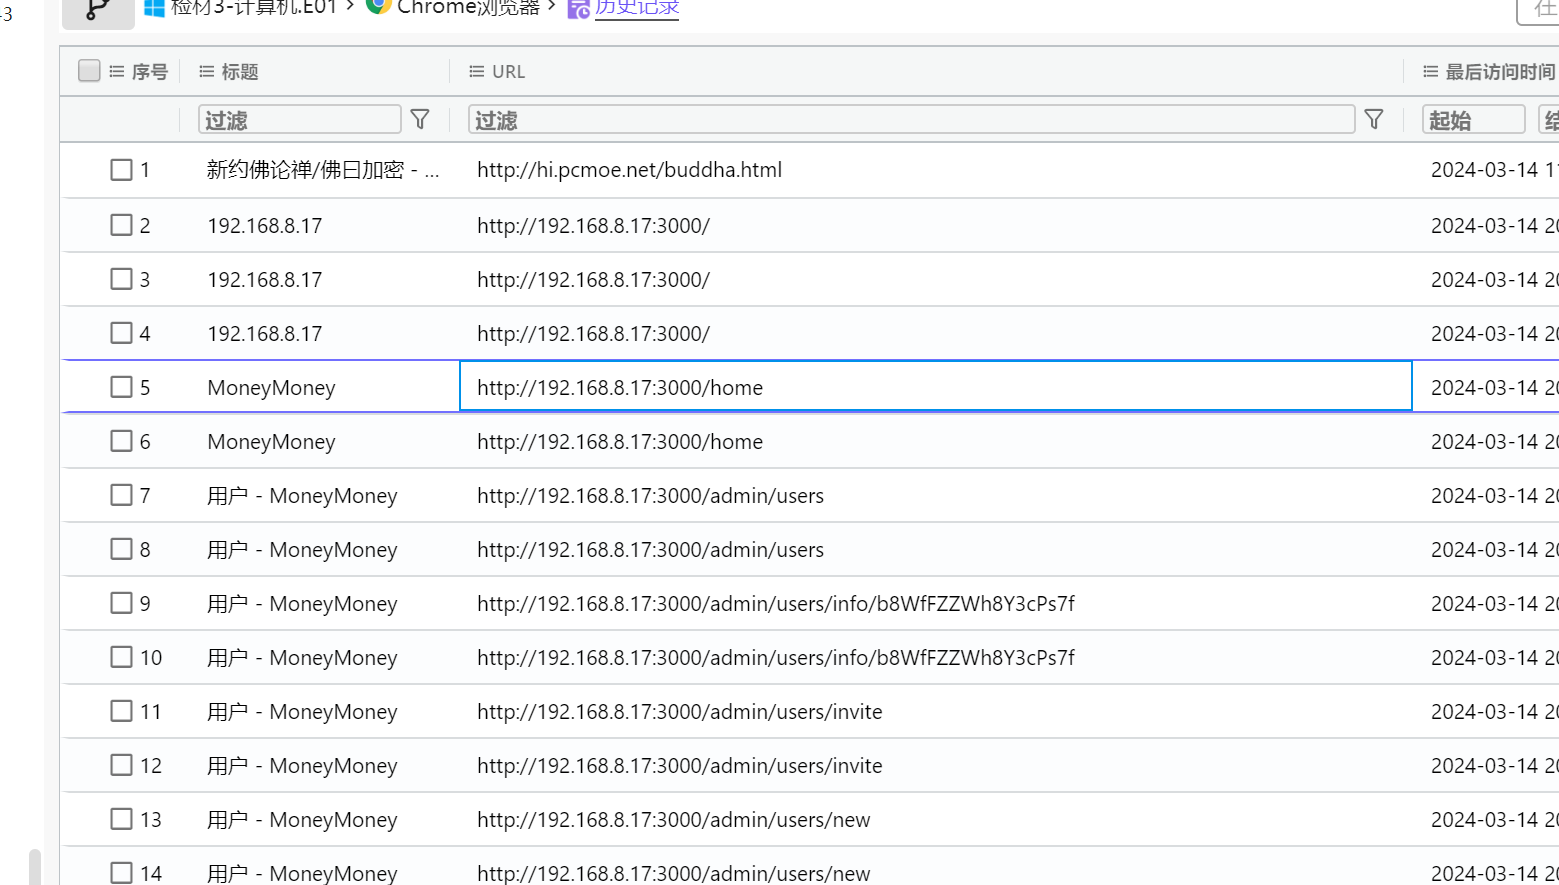 检材3-计算机.E01 > Chrome浏览器 > 历史记录
序号 标题 URL 最后访问时间
过滤 过滤 起始
1 新约佛论禅/佛曰加密 - ... http://hi.pcmoe.net/buddha.html 2024-03-14 1
2 192.168.8.17 http://192.168.8.17:3000/ 2024-03-14 20
3 192.168.8.17 http://192.168.8.17:3000/ 2024-03-14 20
4 192.168.8.17 http://192.168.8.17:3000/ 2024-03-14 20
5 MoneyMoney http://192.168.8.17:3000/home 2024-03-14 20
6 MoneyMoney http://192.168.8.17:3000/home 2024-03-14 20
7 用户 - MoneyMoney http://192.168.8.17:3000/admin/users 2024-03-14 20
8 用户 - MoneyMoney http://192.168.8.17:3000/admin/users 2024-03-14 20
9 用户 - MoneyMoney http://192.168.8.17:3000/admin/users/info/b8WfFZZWh8Y3cPs7f 2024-03-14 20
10 用户 - MoneyMoney http://192.168.8.17:3000/admin/users/info/b8WfFZZWh8Y3cPs7f 2024-03-14 20
11 用户 - MoneyMoney http://192.168.8.17:3000/admin/users/invite 2024-03-14 20
12 用户 - MoneyMoney http://192.168.8.17:3000/admin/users/invite 2024-03-14 20
13 用户 - MoneyMoney http://192.168.8.17:3000/admin/users/new 2024-03-14 20
14 用户 - MoneyMoney http://192.168.8.17:3000/admin/users/new 2024-03-14 20